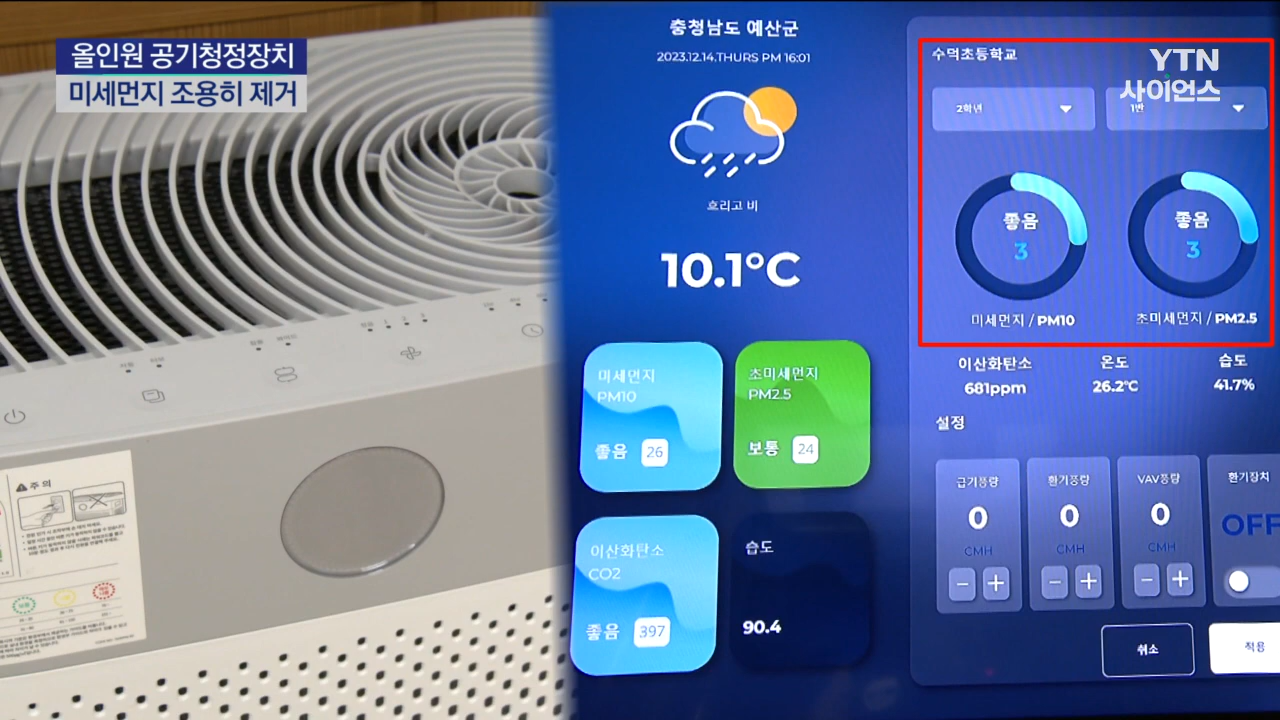 올인원 공기청정장치
미세먼지 조용히 제거
주의
충청남도 예산군
2023.12.14.THURS PM 16:01
흐리고 비
10.1°C
미세먼지
PM10
좋음 26
초미세먼지
PM2.5
보통 24
이산화탄소
CO2
좋음 397
습도
90.4
수덕초등학교
YTN
사이언스
2학년
1반
좋음
3
미세먼지 / PM10
좋음
3
초미세먼지 / PM2.5
이산화탄소
681ppm
온도
26.2°C
습도
41.7%
설정
급기풍량
0
CMH
− +
환기풍량
0
CMH
− +
VAV풍량
0
CMH
− +
환기장치
OFF
취소
적용